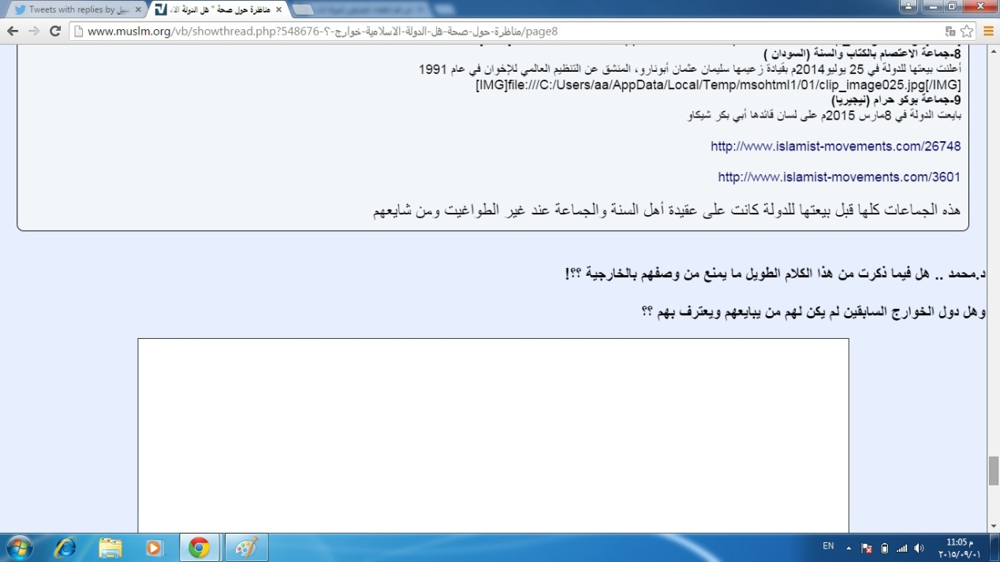 Tweets with replies by سبيل
مناظرة حول صحة " هل الدولة الا
www.muslm.org/vb/showthread.php?548676-مناظرة-حول-صحة-هل-الدولة-الاسلامية-خوارج-؟/page8
8-جماعة الاعتصام بالكتاب والسنة (السودان )
أعلنت بيعتها للدولة في 25 يوليو2014م بقيادة زعيمها سليمان عثمان أبونارو، المنشق عن التنظيم العالمي للإخوان في عام 1991
[IMG]file:///C:/Users/aa/AppData/Local/Temp/msohtml1/01/clip_image025.jpg[/IMG]
9-جماعة بوكو حرام (نيجيريا)
بايعت الدولة في 8مارس 2015م على لسان قائدها أبي بكر شيكاو
http://www.islamist-movements.com/26748
http://www.islamist-movements.com/3601
هذه الجماعات كلها قبل بيعتها للدولة كانت على عقيدة أهل السنة والجماعة عند غير الطواغيت ومن شايعهم
د.محمد .. هل فيما ذكرت من هذا الكلام الطويل ما يمنع من وصفهم بالخارجية ؟؟!
وهل دول الخوارج السابقين لم يكن لهم من يبايعهم ويعترف بهم ؟؟
EN
11:05 م
٢٠١٥/٠٩/٠١